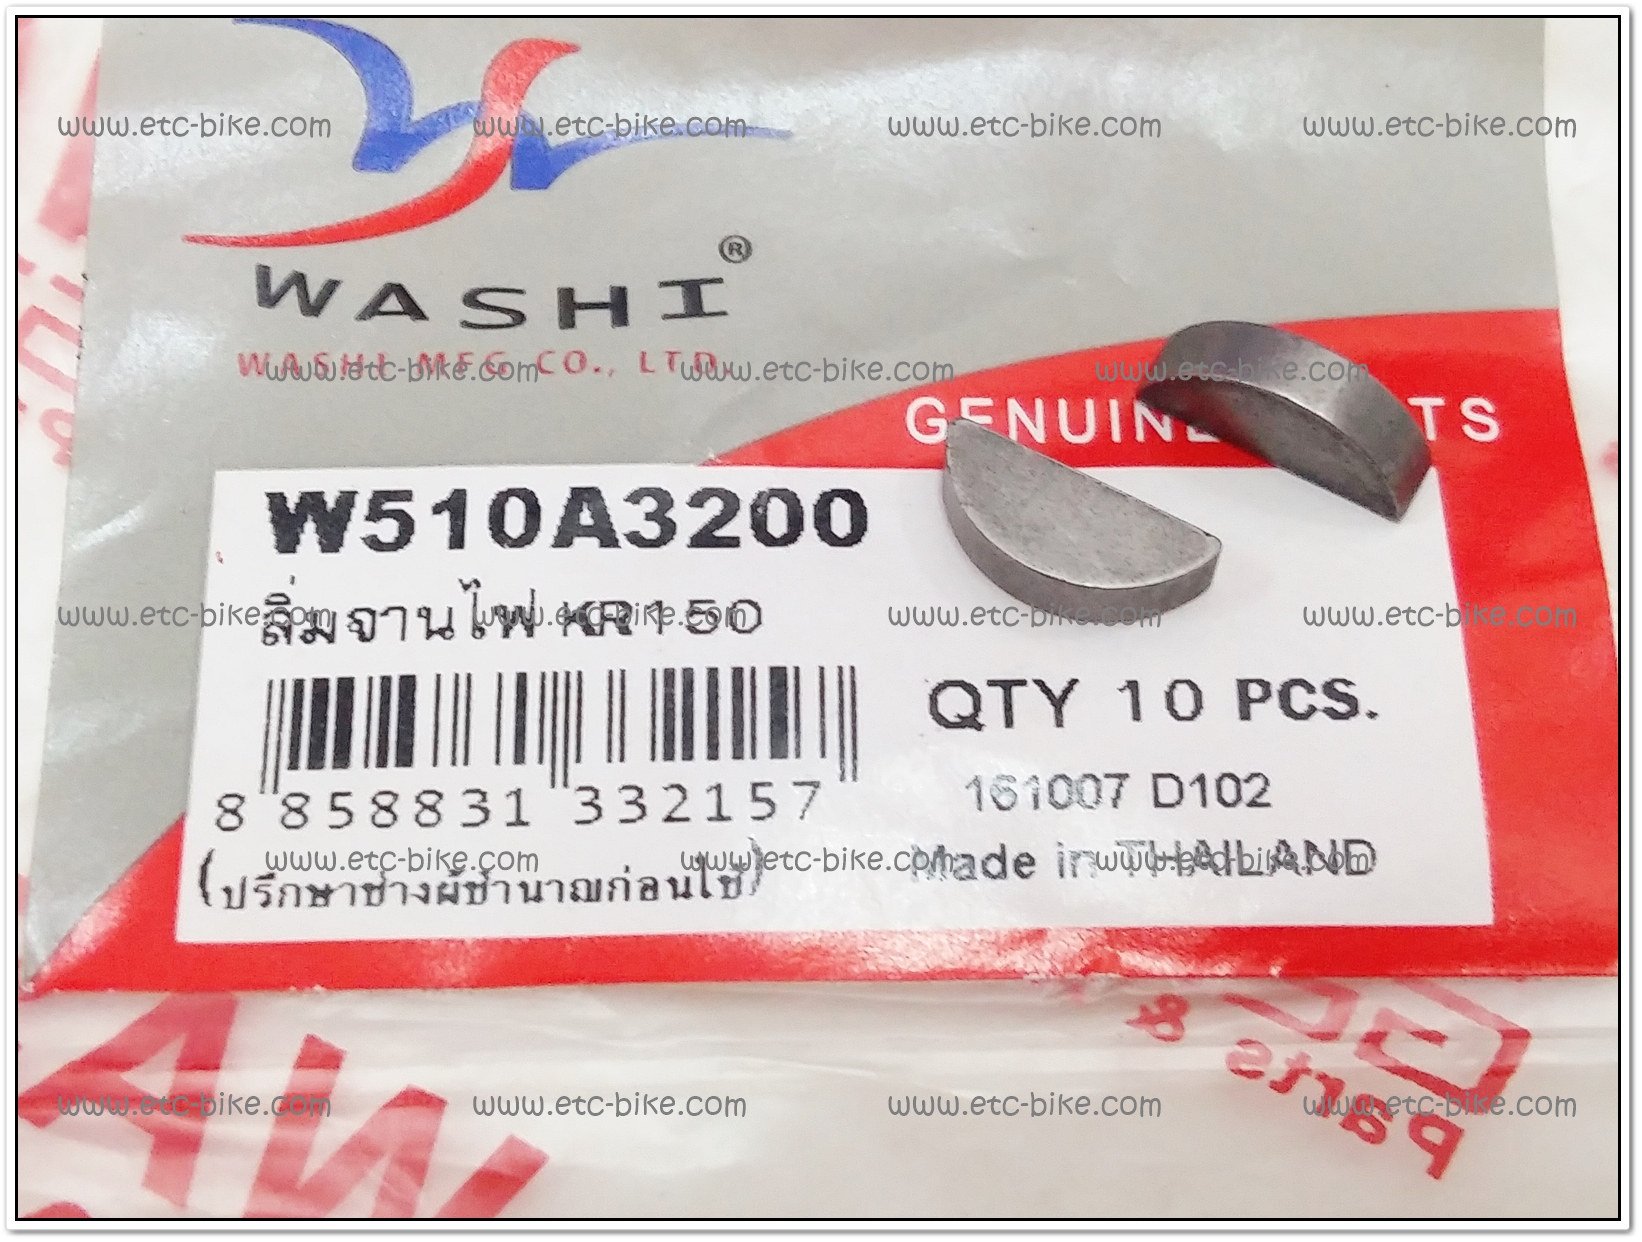 www.etc-bike.com www.etc-bike.com www.etc-bike.com www.etc-bike.com
WASHI®
WASHI MFG CO., LTD.
www.etc-bike.com www.etc-bike.com www.etc-bike.com
GENUINE TS
W510A3200
ลิ่มจานไฟ KR150
www.etc-bike.com www.etc-bike.com www.etc-bike.com www.etc-bike.com
QTY 10 PCS.
8 858831 332157
161007 D102
Made in THAILAND
(ปรึกษาช่างผู้ชำนาญก่อนใช้)
www.etc-bike.com www.etc-bike.com www.etc-bike.com
parts &
www.etc-bike.com www.etc-bike.com www.etc-bike.com www.etc-bike.com